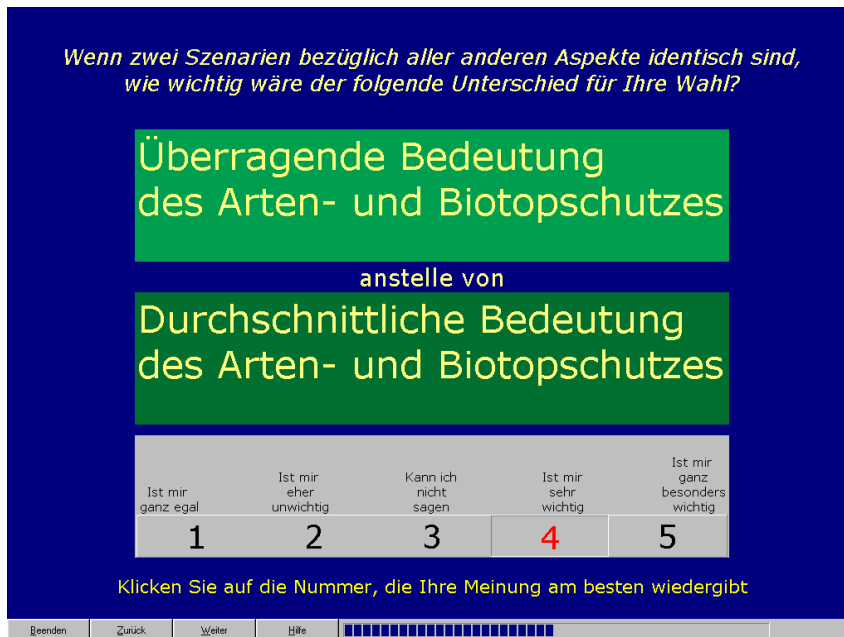 Wenn zwei Szenarien bezüglich aller anderen Aspekte identisch sind,
wie wichtig wäre der folgende Unterschied für Ihre Wahl?
Überragende Bedeutung
des Arten- und Biotopschutzes
anstelle von
Durchschnittliche Bedeutung
des Arten- und Biotopschutzes
Ist mir
ganz egal
Ist mir
eher
unwichtig
Kann ich
nicht
sagen
Ist mir
sehr
wichtig
Ist mir
ganz
besonders
wichtig
1 2 3 4 5
Klicken Sie auf die Nummer, die Ihre Meinung am besten wiedergibt
Beenden Zurück Weiter Hilfe